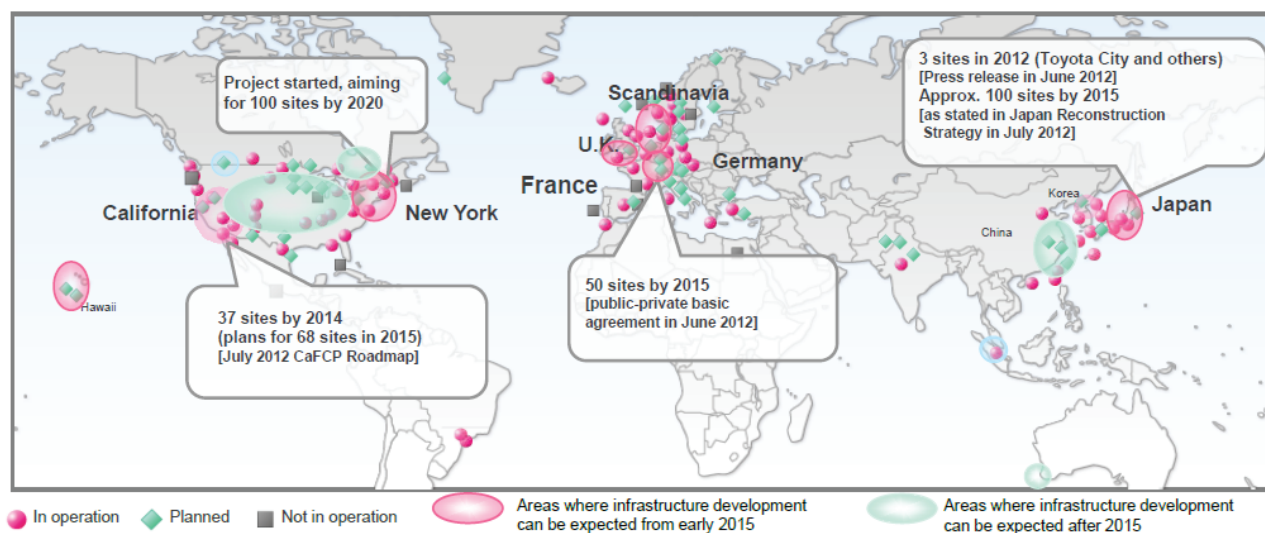 Project started, aiming
for 100 sites by 2020
Scandinavia
3 sites in 2012 (Toyota City and others)
[Press release in June 2012]
Approx. 100 sites by 2015
[as stated in Japan Reconstruction
Strategy in July 2012]
U.K.
Germany
France
California
New York
Korea
Japan
China
Hawaii
37 sites by 2014
(plans for 68 sites in 2015)
[July 2012 CaFCP Roadmap]
50 sites by 2015
[public-private basic
agreement in June 2012]
In operation
Planned
Not in operation
Areas where infrastructure development
can be expected from early 2015
Areas where infrastructure development
can be expected after 2015